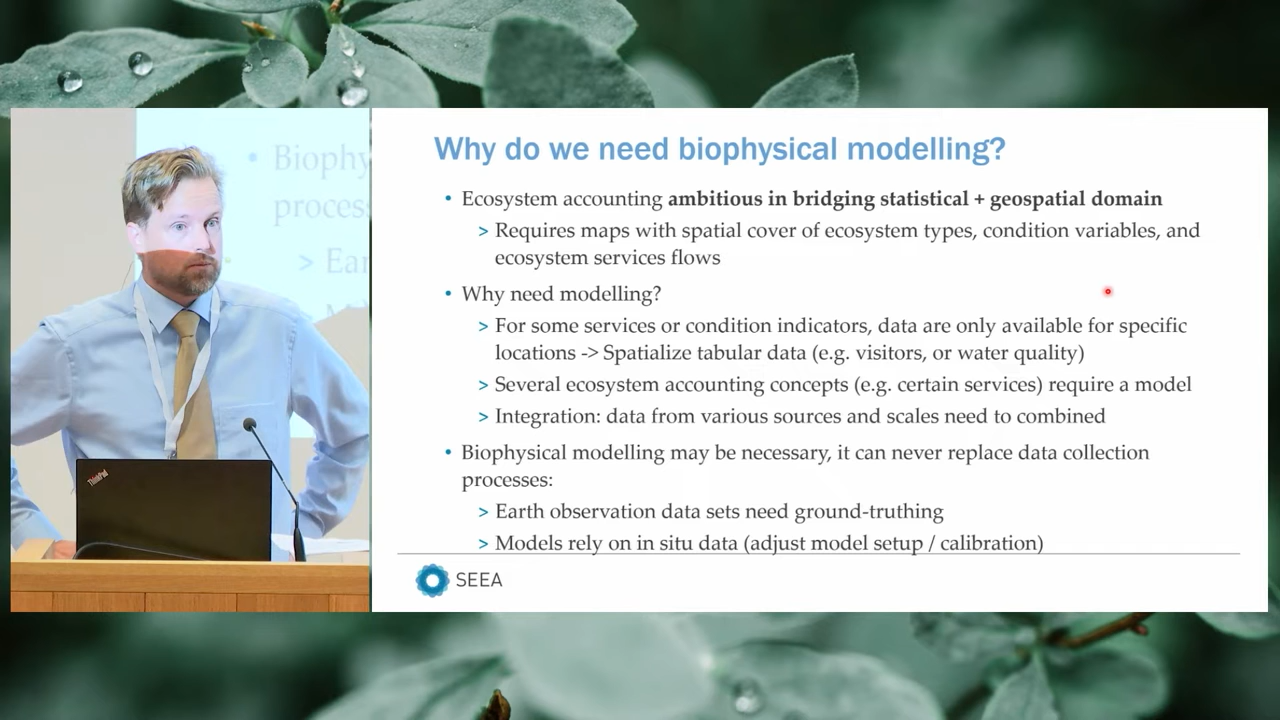 Why do we need biophysical modelling?
• Ecosystem accounting ambitious in bridging statistical + geospatial domain
> Requires maps with spatial cover of ecosystem types, condition variables, and
ecosystem services flows
• Why need modelling?
> For some services or condition indicators, data are only available for specific
locations -> Spatialize tabular data (e.g. visitors, or water quality)
> Several ecosystem accounting concepts (e.g. certain services) require a model
> Integration: data from various sources and scales need to combined
• Biophysical modelling may be necessary, it can never replace data collection
processes:
> Earth observation data sets need ground-truthing
> Models rely on in situ data (adjust model setup / calibration)
SEEA
• Biophy
proces
> Ear
ThinkPad